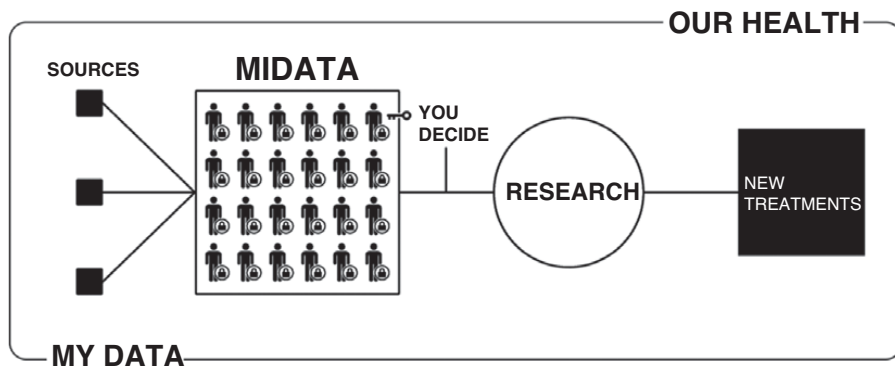 OUR HEALTH
SOURCES
MIDATA
YOU
DECIDE
RESEARCH
NEW
TREATMENTS
MY DATA